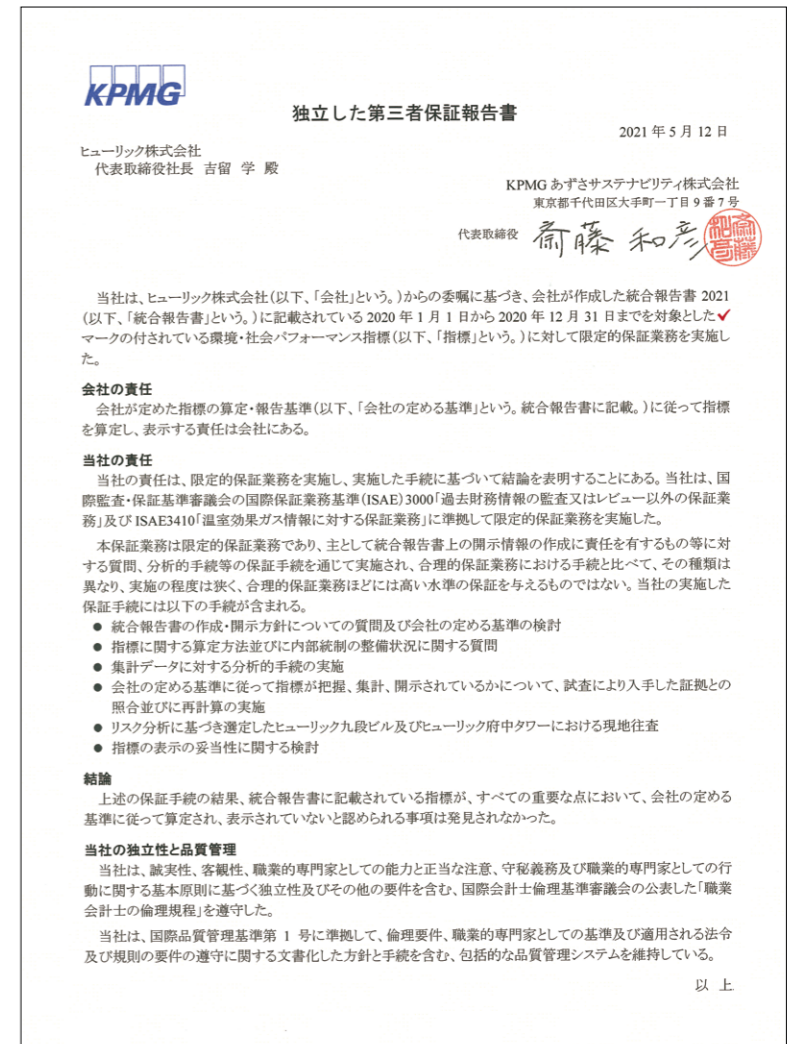 KPMG
独立した第三者保証報告書
2021年5月12日
ヒューリック株式会社
代表取締役社長 吉留 学 殿
KPMG あずさサステナビリティ株式会社
東京都千代田区大手町一丁目9番7号
代表取締役 斎藤 和彦
当社は、ヒューリック株式会社(以下、「会社」という。)からの委嘱に基づき、会社が作成した統合報告書 2021
(以下、「統合報告書」という。)に記載されている 2020 年 1 月 1 日から 2020 年 12 月 31 日までを対象とした✓
マークの付されている環境・社会パフォーマンス指標(以下、「指標」という。)に対して限定的保証業務を実施し
た。
会社の責任
会社が定めた指標の算定・報告基準(以下、「会社の定める基準」という。統合報告書に記載。)に従って指標
を算定し、表示する責任は会社にある。
当社の責任
当社の責任は、限定的保証業務を実施し、実施した手続に基づいて結論を表明することにある。当社は、国
際監査・保証基準審議会の国際保証業務基準(ISAE)3000「過去財務情報の監査又はレビュー以外の保証業
務」及び ISAE3410「温室効果ガス情報に対する保証業務」に準拠して限定的保証業務を実施した。
本保証業務は限定的保証業務であり、主として統合報告書上の開示情報の作成に責任を有するもの等に対
する質問、分析的手続等の保証手続を通じて実施され、合理的保証業務における手続と比べて、その種類は
異なり、実施の程度は狭く、合理的保証業務ほどには高い水準の保証を与えるものではない。当社の実施した
保証手続には以下の手続が含まれる。
● 統合報告書の作成・開示方針についての質問及び会社の定める基準の検討
● 指標に関する算定方法並びに内部統制の整備状況に関する質問
● 集計データに対する分析的手続の実施
● 会社の定める基準に従って指標が把握、集計、開示されているかについて、試査により入手した証拠との
照合並びに再計算の実施
● リスク分析に基づき選定したヒューリック九段ビル及びヒューリック府中タワーにおける現地往査
● 指標の表示の妥当性に関する検討
結論
上述の保証手続の結果、統合報告書に記載されている指標が、すべての重要な点において、会社の定める
基準に従って算定され、表示されていないと認められる事項は発見されなかった。
当社の独立性と品質管理
当社は、誠実性、客観性、職業的専門家としての能力と正当な注意、守秘義務及び職業的専門家としての行
動に関する基本原則に基づく独立性及びその他の要件を含む、国際会計士倫理基準審議会の公表した「職業
会計士の倫理規程」を遵守した。
当社は、国際品質管理基準第 1 号に準拠して、倫理要件、職業的専門家としての基準及び適用される法令
及び規則の要件の遵守に関する文書化した方針と手続を含む、包括的な品質管理システムを維持している。
以 上